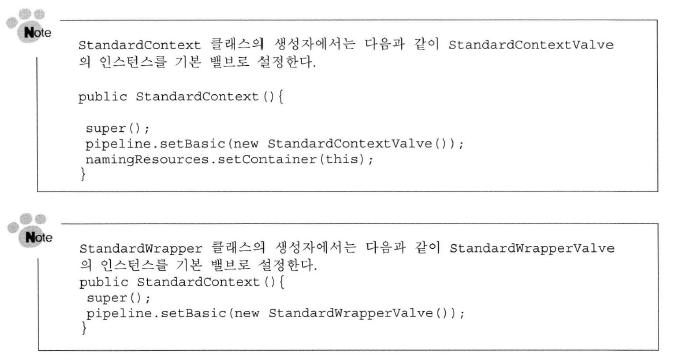 Note
StandardContext 클래스의 생성자에서는 다음과 같이 StandardContextValve
의 인스턴스를 기본 밸브로 설정한다.
public StandardContext(){
super();
pipeline.setBasic(new StandardContextValve());
namingResources.setContainer(this);
}
Note
StandardWrapper 클래스의 생성자에서는 다음과 같이 StandardWrapperValve
의 인스턴스를 기본 밸브로 설정한다.
public StandardContext(){
super();
pipeline.setBasic(new StandardWrapperValve());
}